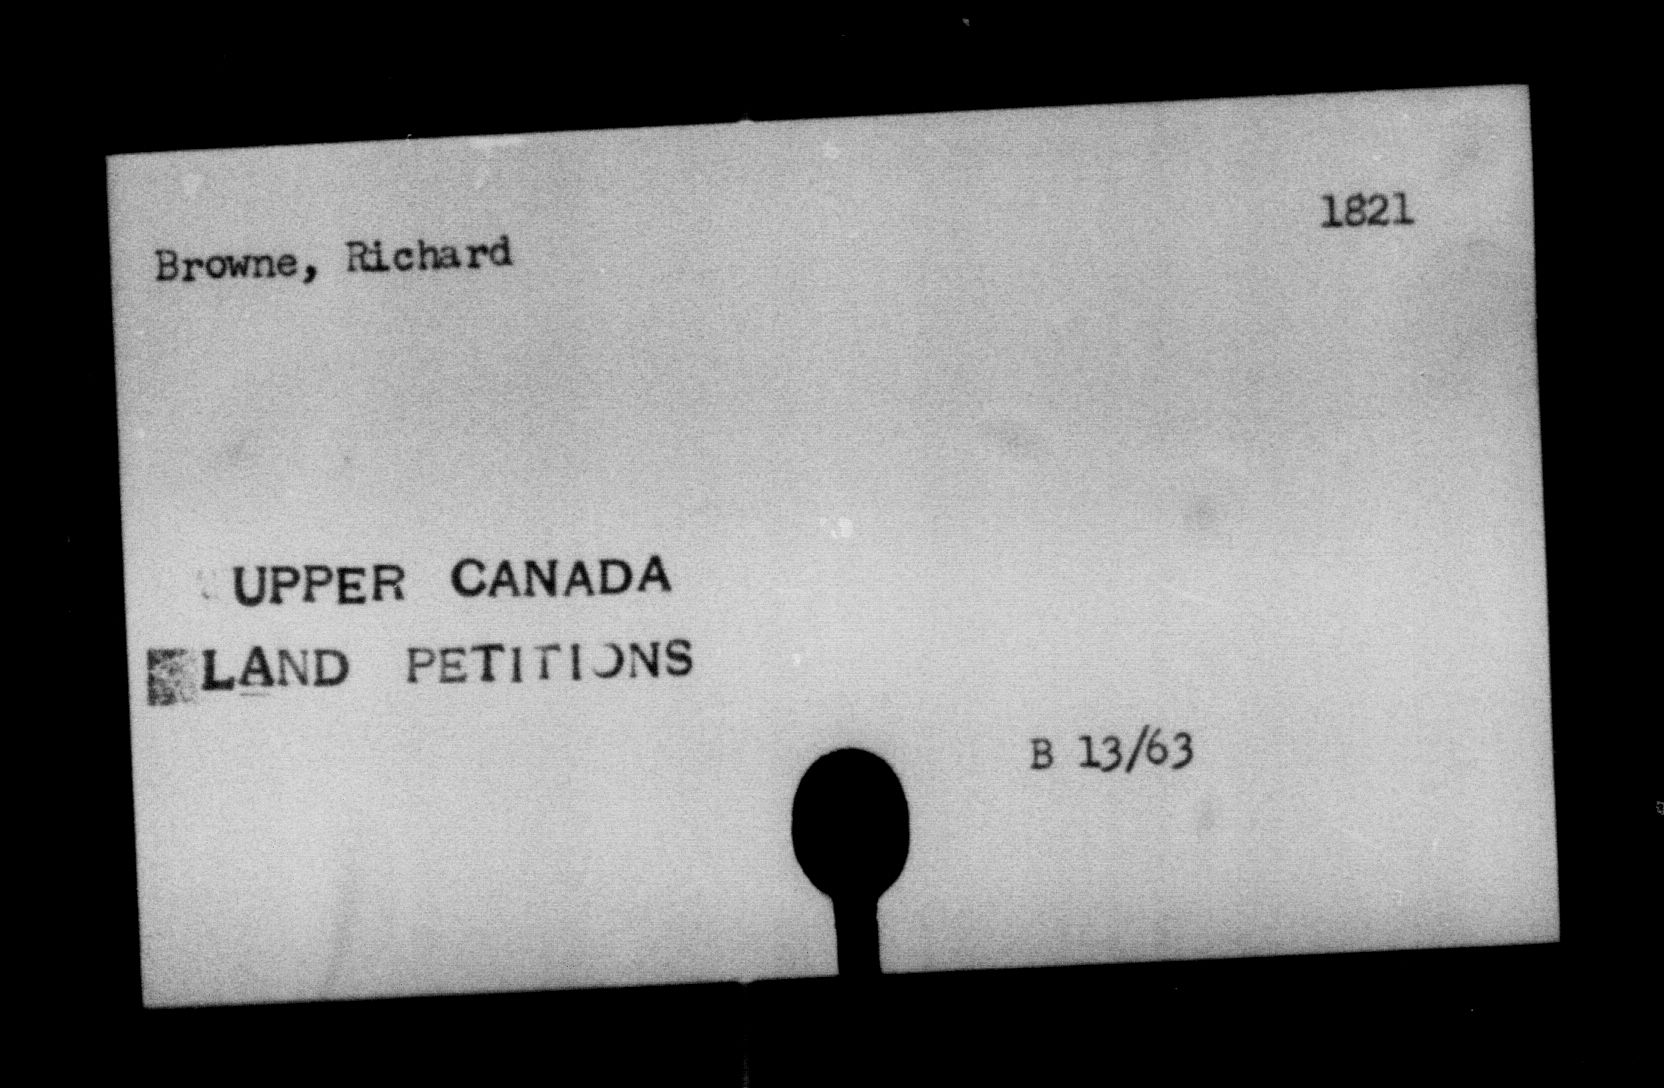 1821
Browne, Richard
UPPER CANADA
LAND PETITIONS
B 13/63